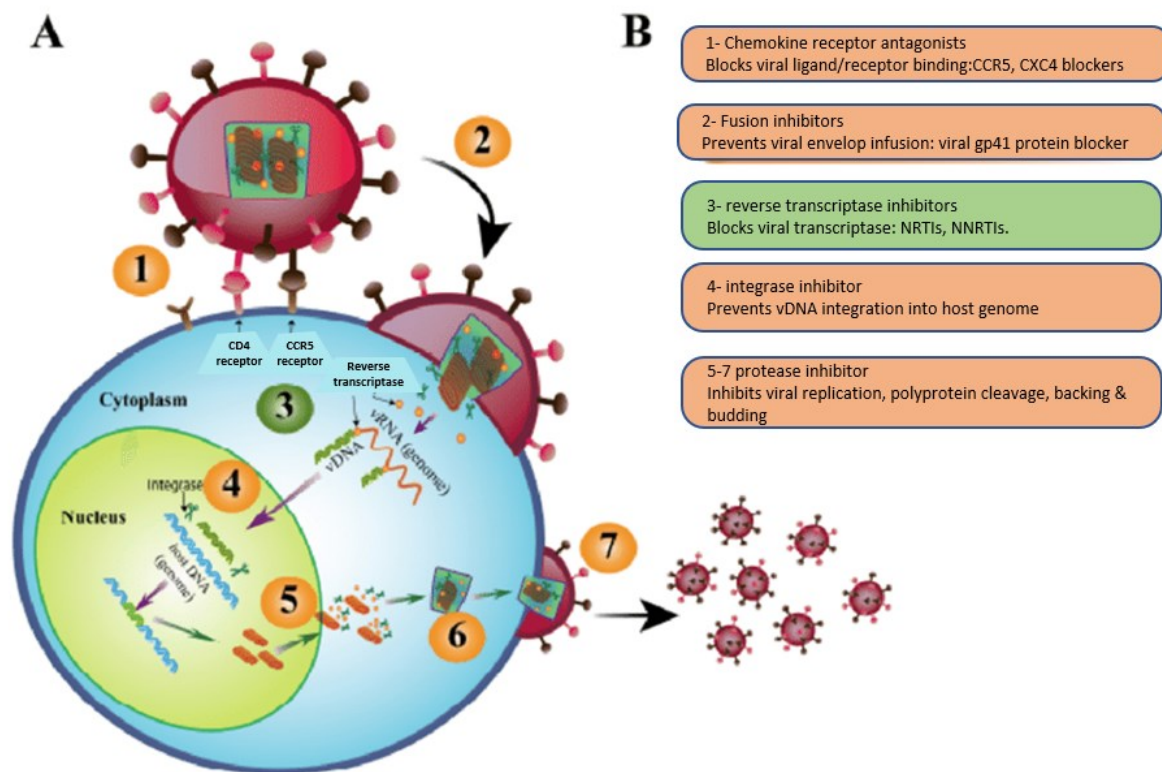 A
B
1- Chemokine receptor antagonists
Blocks viral ligand/receptor binding:CCR5, CXC4 blockers
2- Fusion inhibitors
Prevents viral envelop infusion: viral gp41 protein blocker
3- reverse transcriptase inhibitors
Blocks viral transcriptase: NRTIs, NNRTIs.
4- integrase inhibitor
Prevents vDNA integration into host genome
5-7 protease inhibitor
Inhibits viral replication, polyprotein cleavage, backing &
budding
2
1
CD4
receptor
CCR5
receptor
Reverse
transcriptase
Cytoplasm
3
vDNA
vRNA (genome)
4
Integrase
Nucleus
host DNA
(genome)
5
6
7